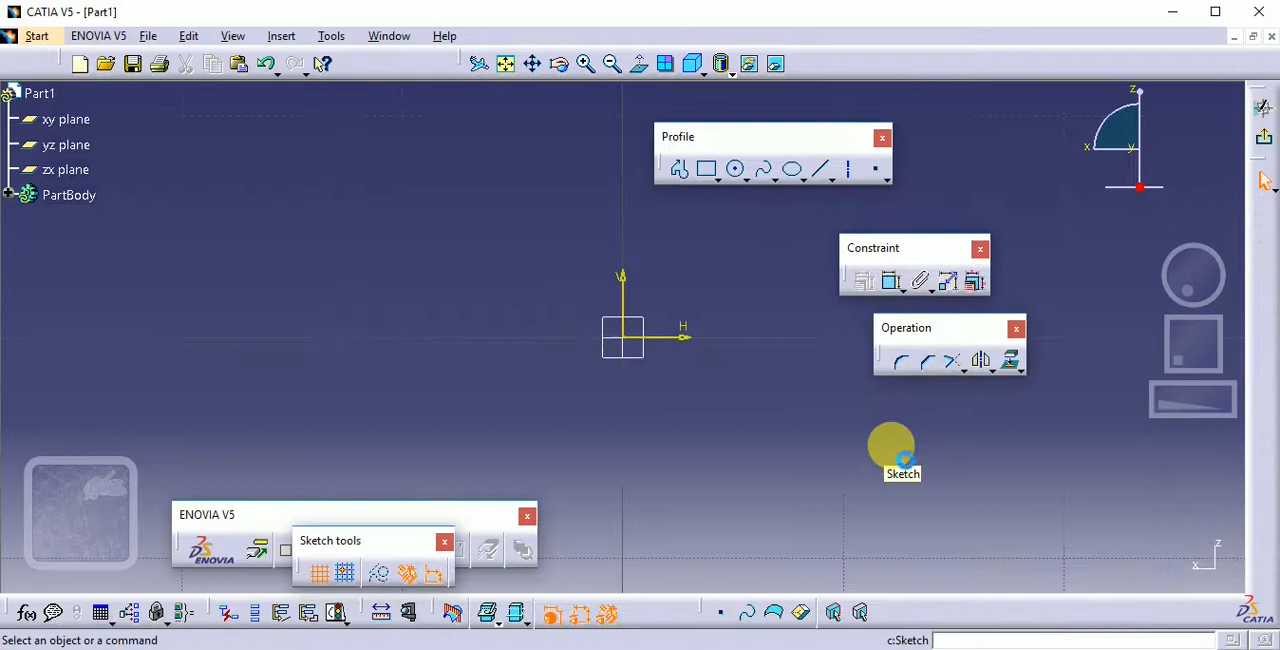 CATIA V5 - [Part1]
Start ENOVIA V5 File Edit View Insert Tools Window Help
Part1
xy plane
yz plane
zx plane
PartBody
Profile
z
x
y
Constraint
V
H
Operation
Sketch
ENOVIA V5
ENOVIA
Sketch tools
z
x
f(x)
CATIA
Select an object or a command
c:Sketch